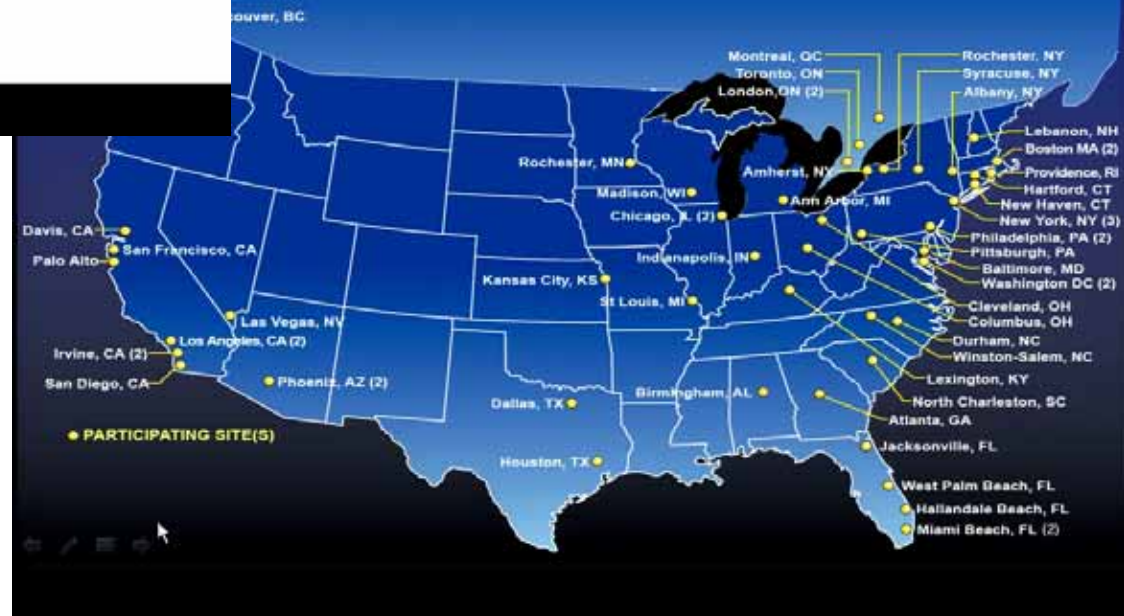 couver, BC
Montreal, QC
Rochester, NY
Toronto, ON
Syracuse, NY
London, ON (2)
Albany, NY
Lebanon, NH
Boston MA (2)
Rochester, MN
Amherst, NY
Providence, RI
Hartford, CT
Madison, WI
Ann Arbor, MI
New Haven, CT
Chicago, IL (2)
New York, NY (3)
Davis, CA
Philadelphia, PA (2)
San Francisco, CA
Pittsburgh, PA
Palo Alto
Indianapolis, IN
Baltimore, MD
Kansas City, KS
Washington DC (2)
St Louis, MI
Cleveland, OH
Las Vegas, NV
Columbus, OH
Los Angeles, CA (2)
Durham, NC
Irvine, CA (2)
Winston-Salem, NC
San Diego, CA
Phoenix, AZ (2)
Lexington, KY
Birmingham, AL
Dallas, TX
North Charleston, SC
Atlanta, GA
PARTICIPATING SITE(S)
Jacksonville, FL
Houston, TX
West Palm Beach, FL
Hallandale Beach, FL
Miami Beach, FL (2)